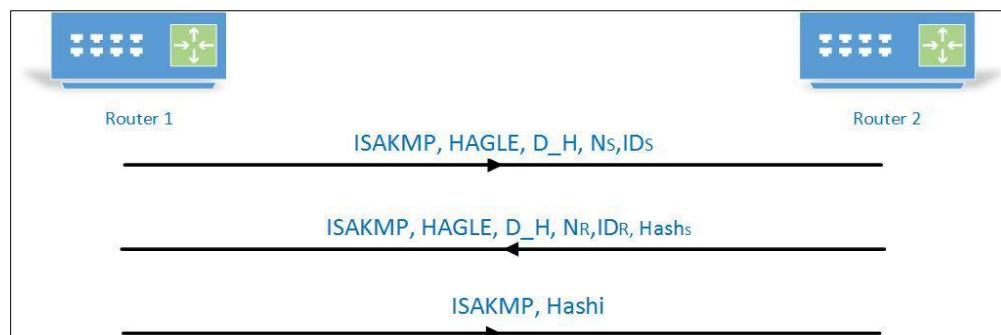 Router 1
Router 2
ISAKMP, HAGLE, D_H, Ns,IDs
ISAKMP, HAGLE, D_H, NR,IDR, Hashs
ISAKMP, Hashi